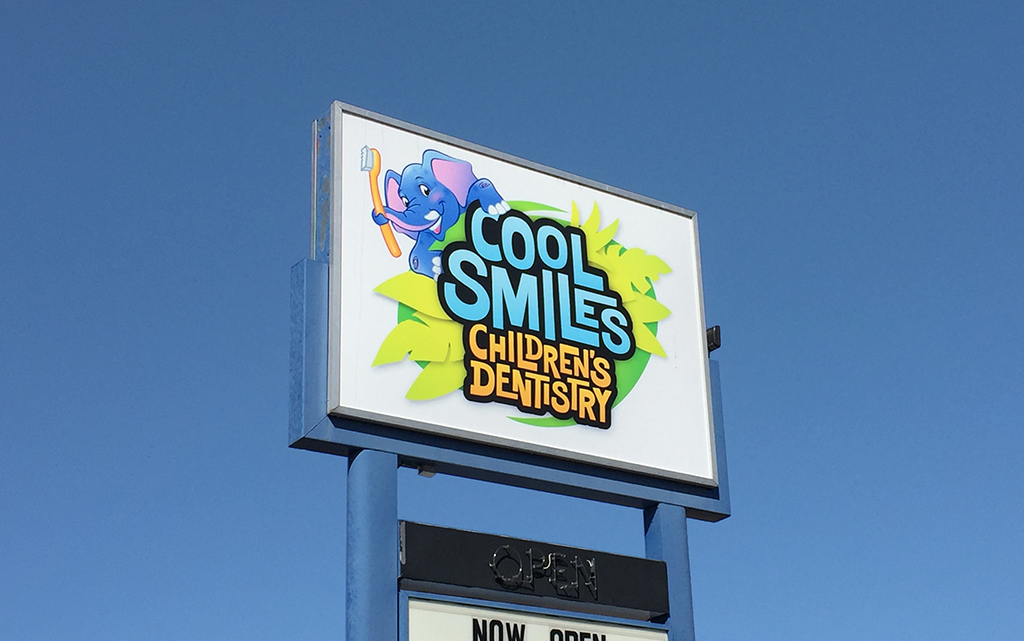 COOL
SMILES
CHILDREN'S
DENTISTRY
OPEN
NOW OPEN